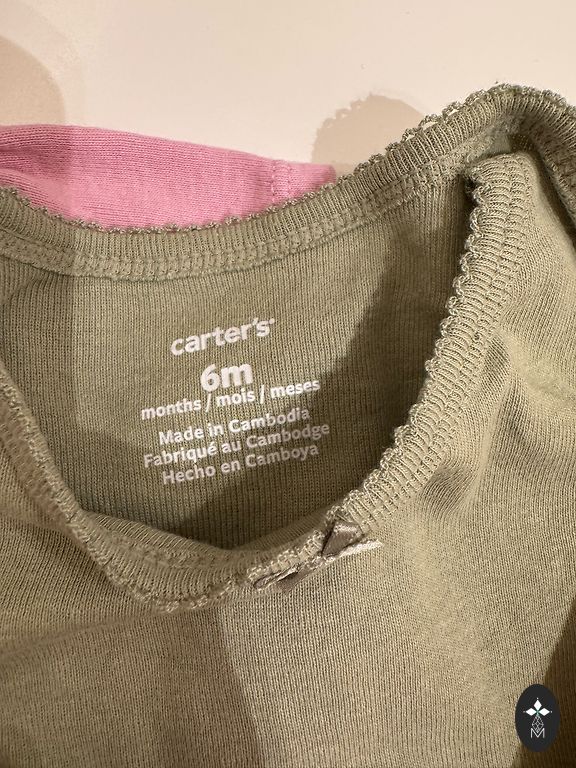 carter's
6m
months / mois / meses
Made in Cambodia
Fabriqué au Cambodge
Hecho en Camboya
M